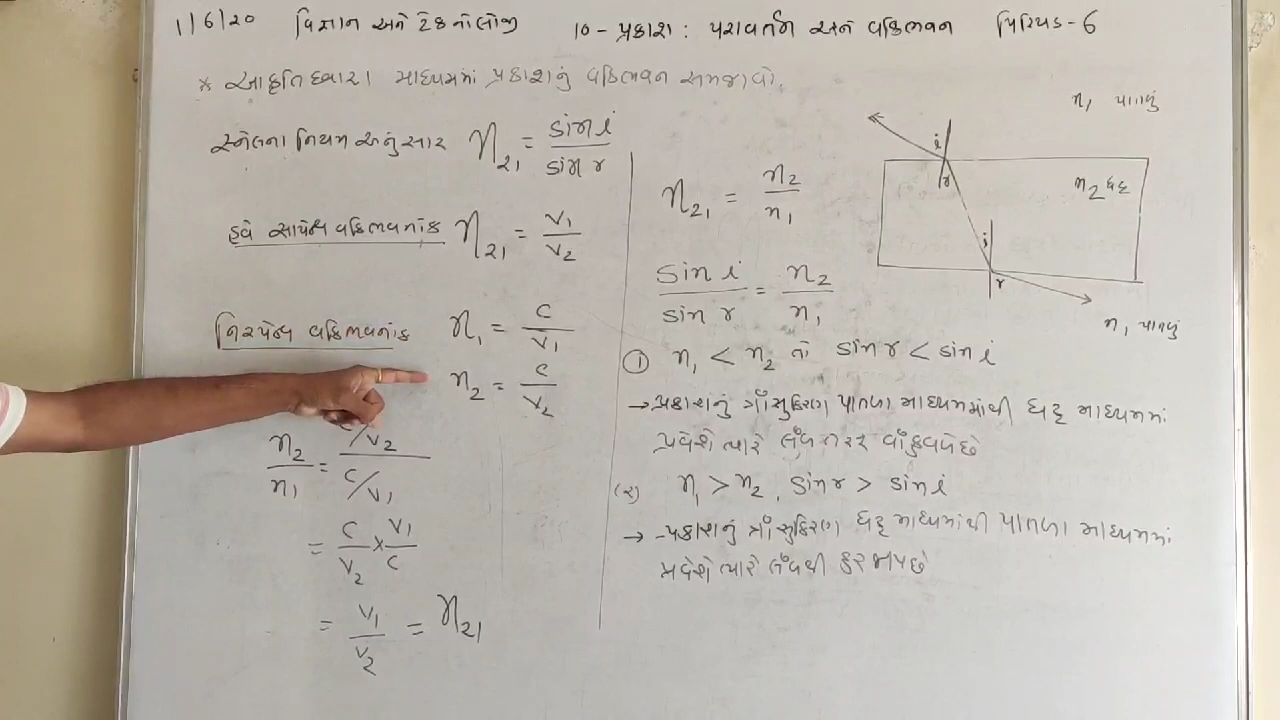 1/6/20 વિજ્ઞાન અને ટેકનોલોજી 10 - પ્રકાશ : પરાવર્તન અને વક્રિભવન પિરિયડ - 6
* આકૃતિ દ્વારા માધ્યમમાં પ્રકાશનું વક્રિભવન સમજાવો.
સ્નેલના નિયમ અનુસાર n₂₁ = sin i / sin r
હવે સાપેક્ષ વક્રિભવનાંક n₂₁ = v₁ / v₂
નિરપેક્ષ વક્રિભવનાંક n₁ = c / v₁
n₂ = c / v₂
n₂ / n₁ = c/v₂ / c/v₁
= c / v₂ × v₁ / c
= v₁ / v₂ = n₂₁
n₂₁ = n₂ / n₁
sin i / sin r = n₂ / n₁
① n₁ < n₂ તો sin r < sin i
→ પ્રકાશનું ત્રાંસુ કિરણ પાતળા માધ્યમમાંથી ઘટ્ટ માધ્યમમાં
પ્રવેશે ત્યારે લંબ તરફ
(૨) n₁ > n₂, sin r > sin i
→ પ્રકાશનું ત્રાંસુ કિરણ ઘટ્ટ માધ્યમાંથી પાતળા માધ્યમમાં
પ્રવેશે ત્યારે લંબથી દૂર જાય છે
n₁ પાતળું
i
r
n₂ ઘટ્ટ
i
r
n₁ પાતળું